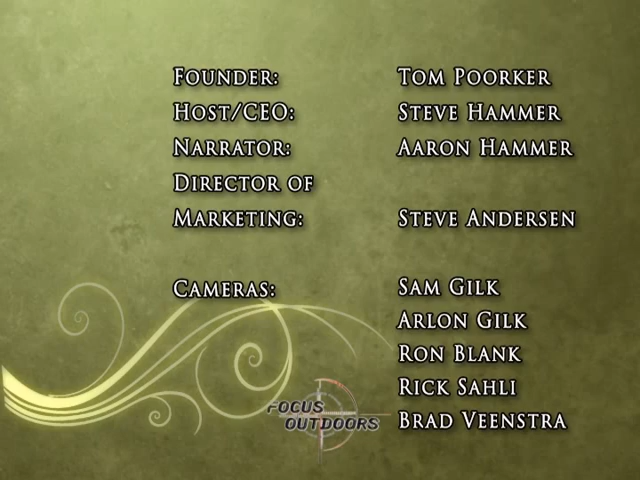 Founder: Tom Poorker
Host/CEO: Steve Hammer
Narrator: Aaron Hammer
Director of
Marketing: Steve Andersen
Cameras: Sam Gilk
Arlon Gilk
Ron Blank
Rick Sahli
Brad Veenstra
Focus
Outdoors